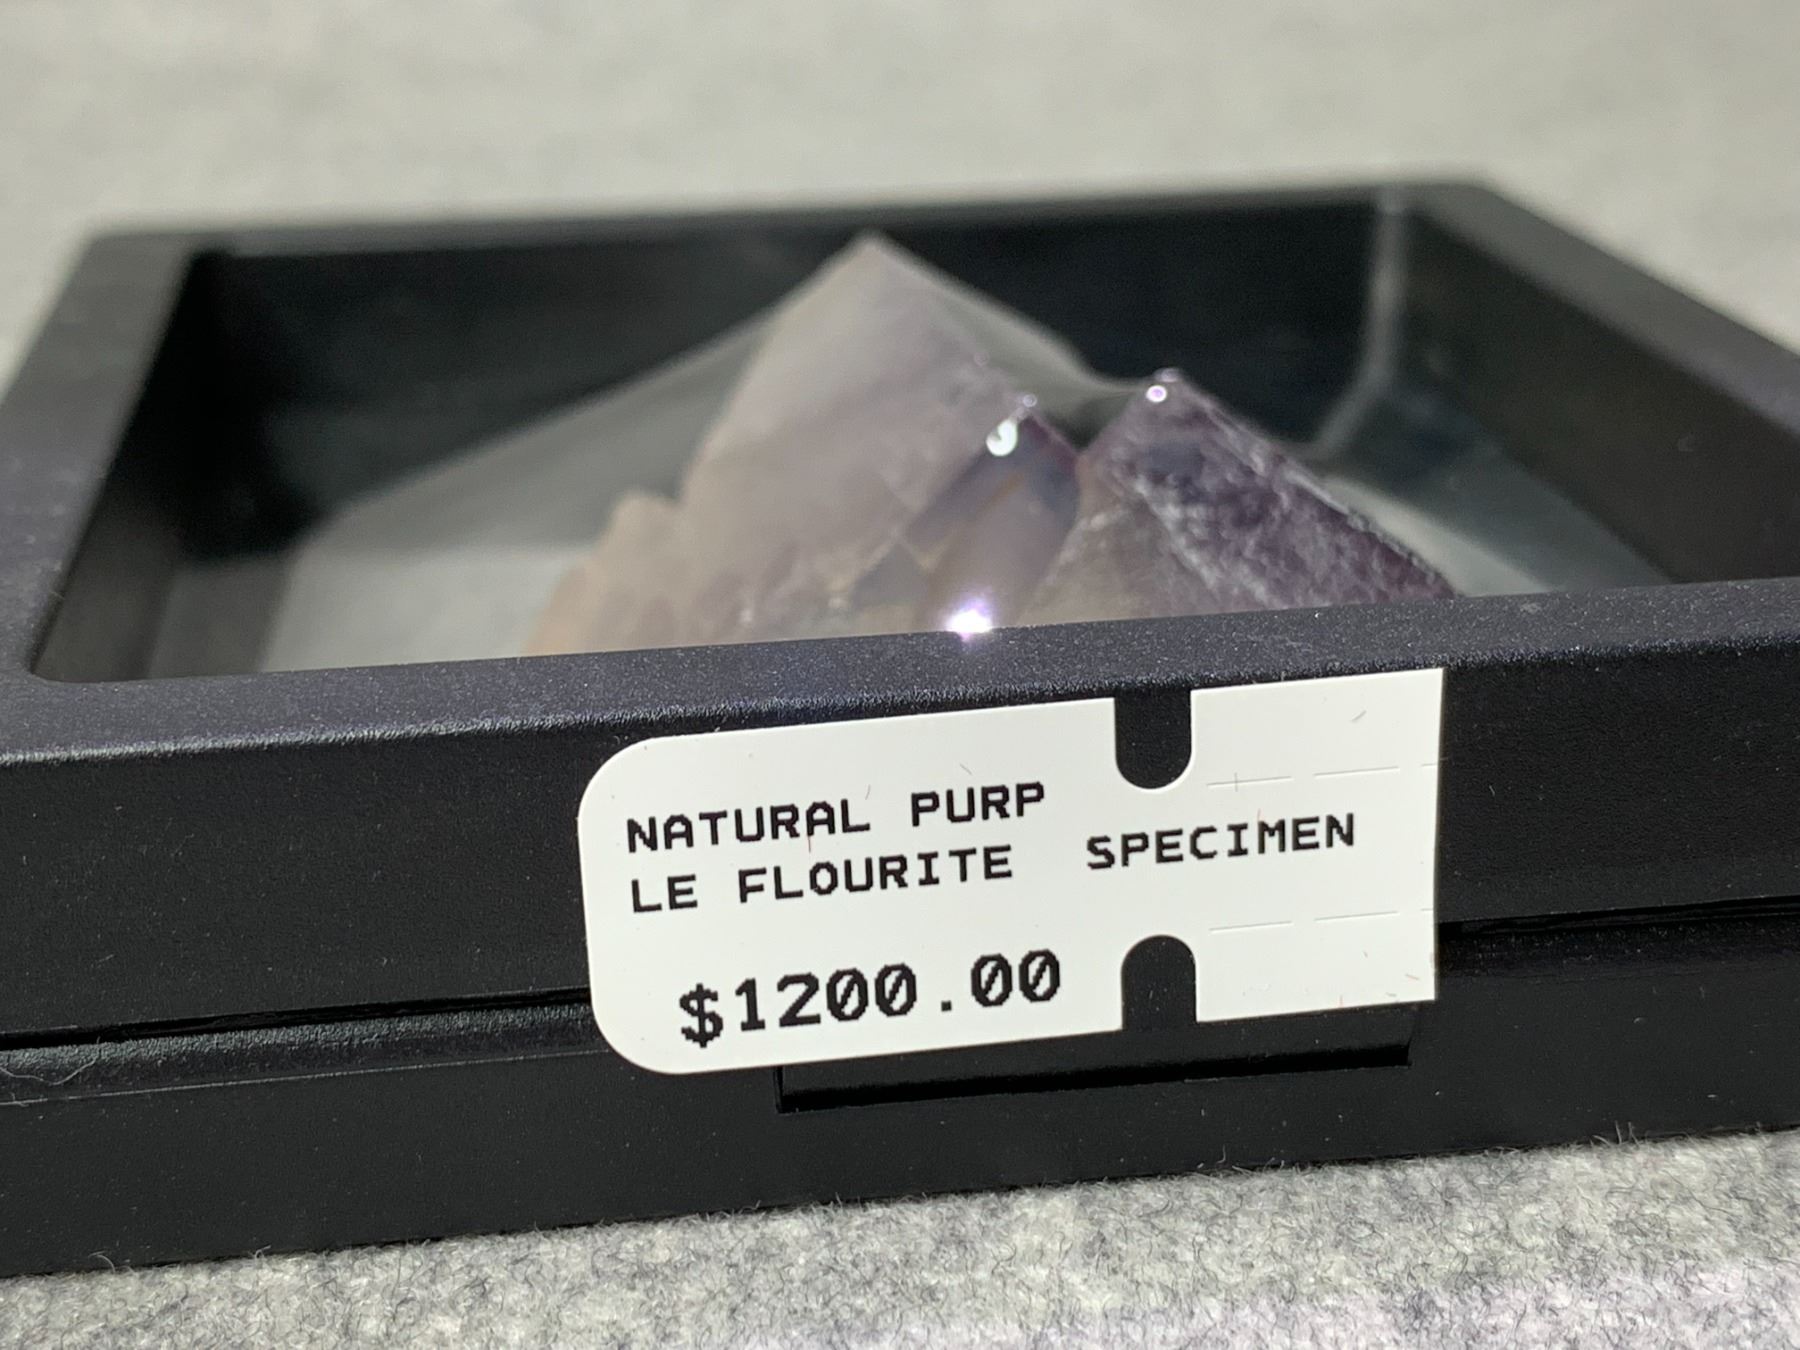 NATURAL PURP
LE FLOURITE SPECIMEN
$1200.00